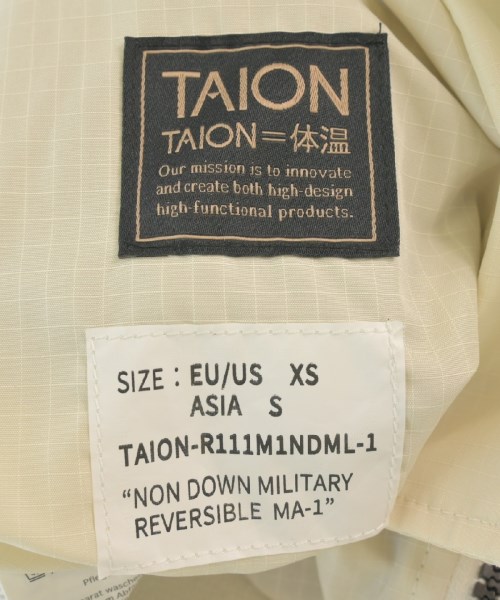 TAION
TAION=体温
Our mission is to innovate
and create both high-design
high-functional products.
SIZE : EU/US XS
ASIA S
TAION-R111M1NDML-1
“NON DOWN MILITARY
REVERSIBLE MA-1”